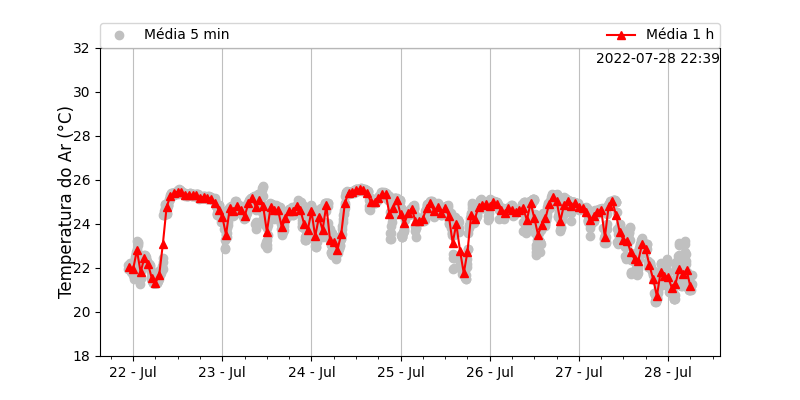 Média 5 min
Média 1 h
2022-07-28 22:39
Temperatura do Ar (°C)
32
30
28
26
24
22
20
18
22 - Jul
23 - Jul
24 - Jul
25 - Jul
26 - Jul
27 - Jul
28 - Jul